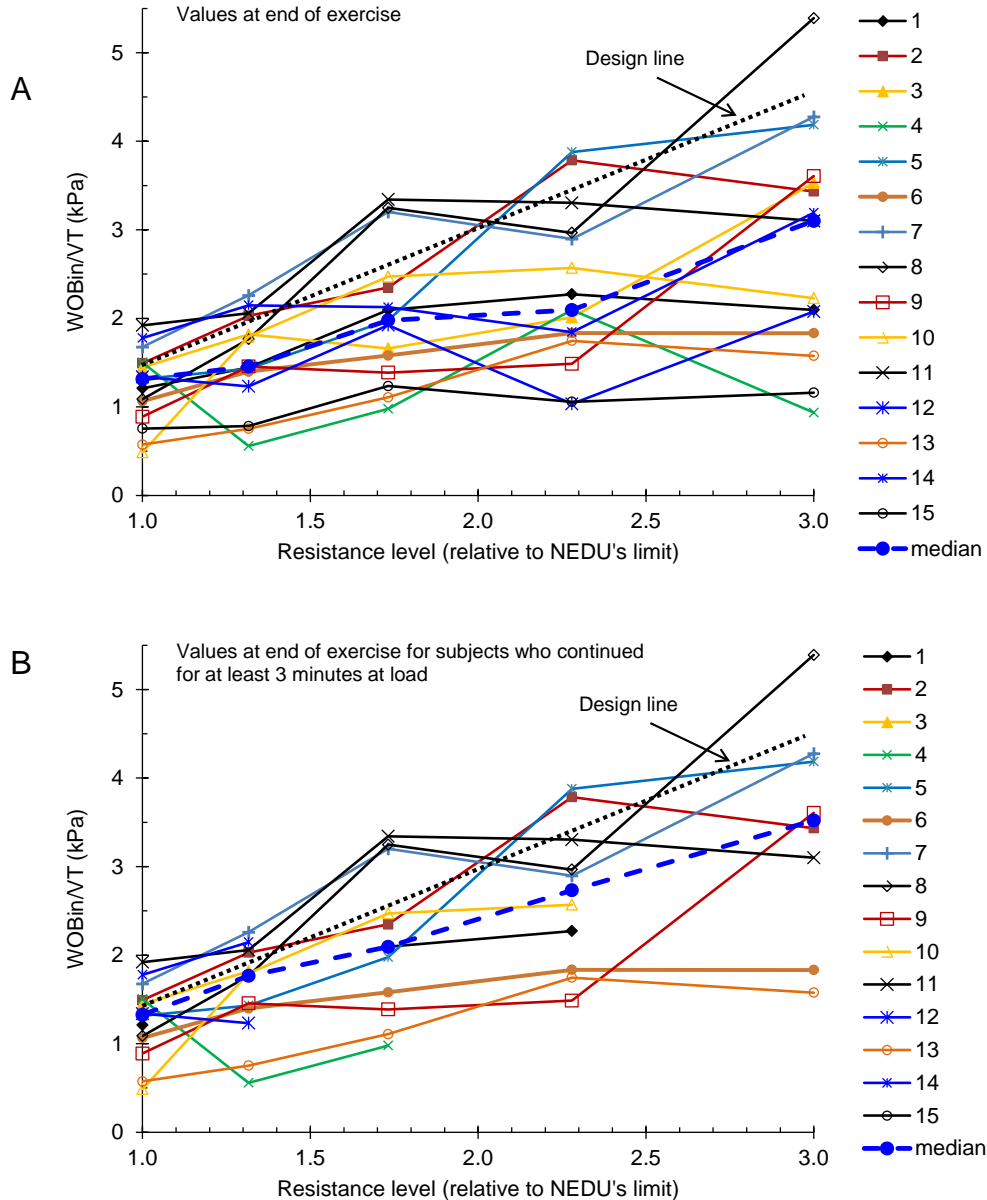 A
Values at end of exercise
Design line
WOBin/VT (kPa)
5
4
3
2
1
0
1.0 1.5 2.0 2.5 3.0
Resistance level (relative to NEDU's limit)
1
2
3
4
5
6
7
8
9
10
11
12
13
14
15
median
B
Values at end of exercise for subjects who continued
for at least 3 minutes at load
Design line
WOBin/VT (kPa)
5
4
3
2
1
0
1.0 1.5 2.0 2.5 3.0
Resistance level (relative to NEDU's limit)
1
2
3
4
5
6
7
8
9
10
11
12
13
14
15
median